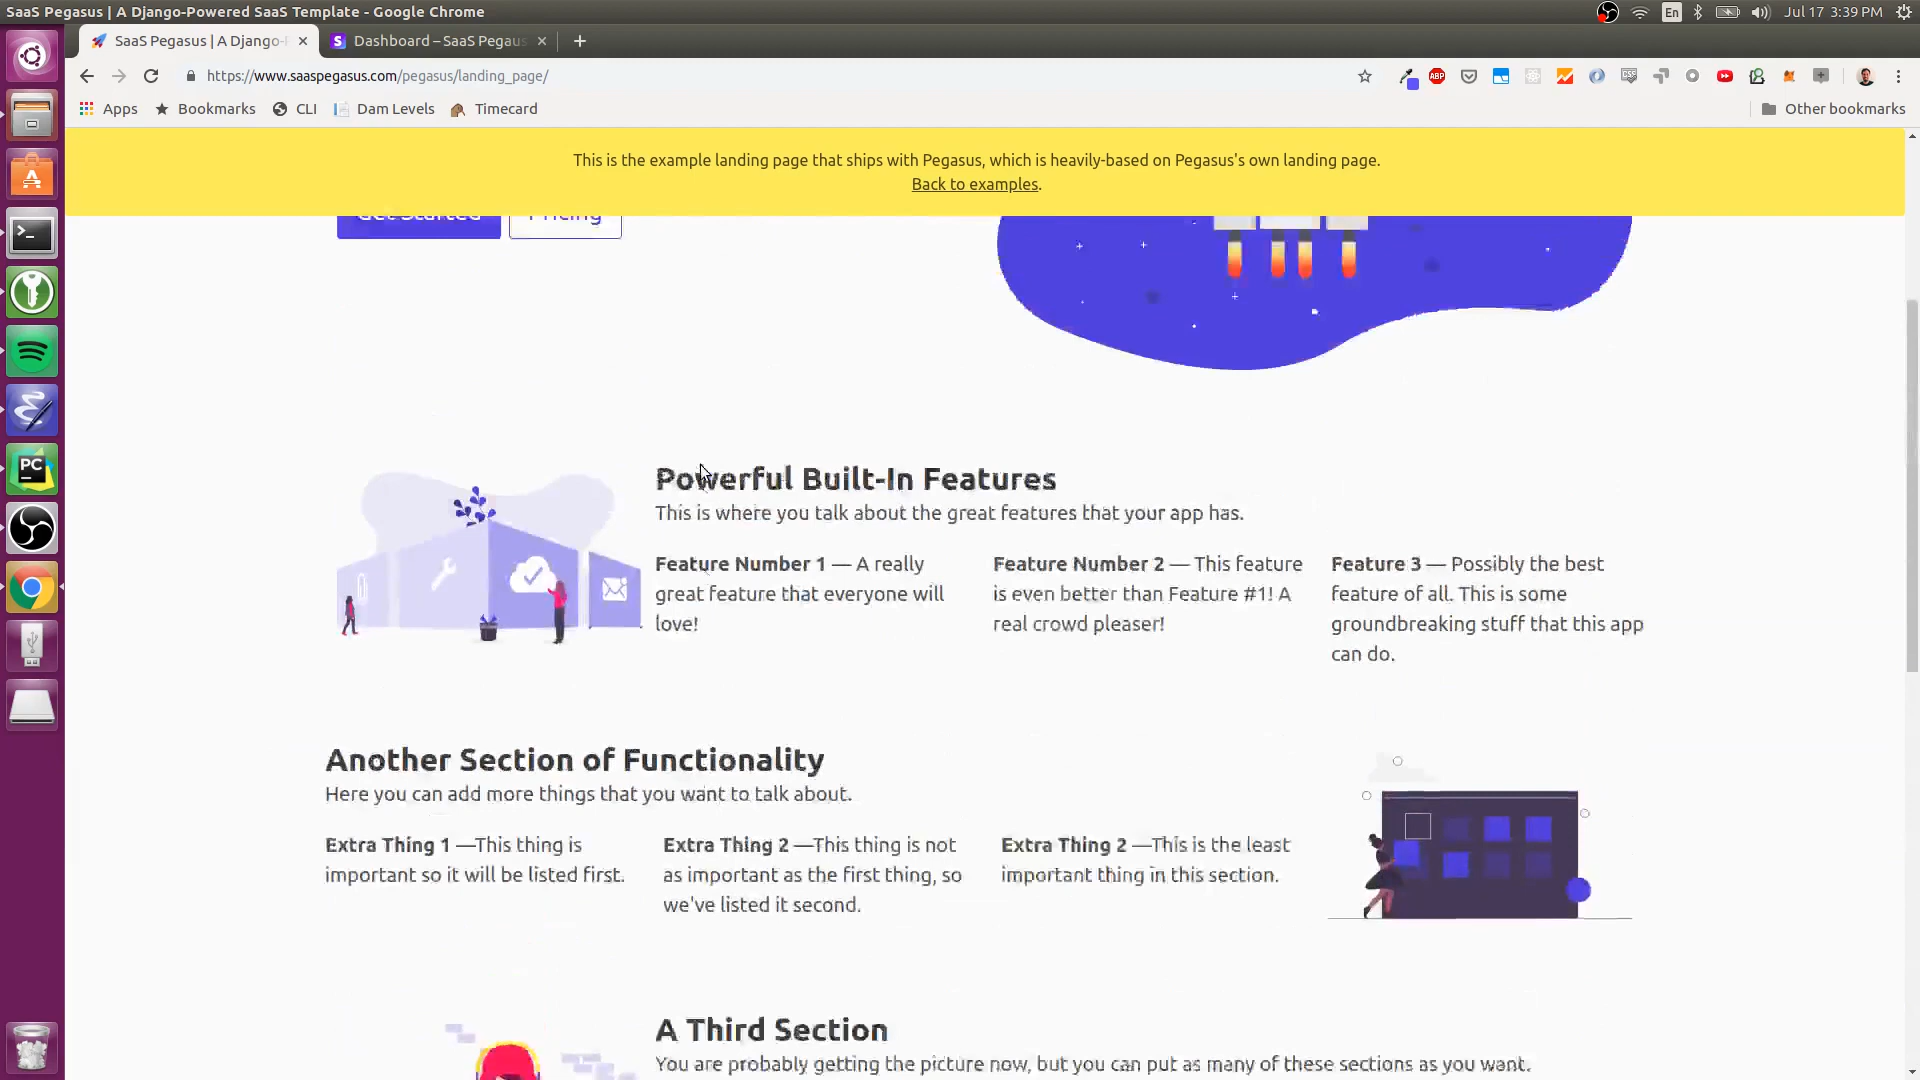 SaaS Pegasus | A Django-Powered SaaS Template - Google Chrome
En
Jul 17 3:39 PM
SaaS Pegasus | A Django-
Dashboard – SaaS Pegasus
https://www.saaspegasus.com/pegasus/landing_page/
ABP
CSS
Apps
Bookmarks
CLI
Dam Levels
Timecard
Other bookmarks
This is the example landing page that ships with Pegasus, which is heavily-based on Pegasus's own landing page.
Back to examples.
Get Started
Pricing
PC
Powerful Built-In Features
This is where you talk about the great features that your app has.
Feature Number 1 — A really
great feature that everyone will
love!
Feature Number 2 — This feature
is even better than Feature #1! A
real crowd pleaser!
Feature 3 — Possibly the best
feature of all. This is some
groundbreaking stuff that this app
can do.
Another Section of Functionality
Here you can add more things that you want to talk about.
Extra Thing 1 —This thing is
important so it will be listed first.
Extra Thing 2 —This thing is not
as important as the first thing, so
we've listed it second.
Extra Thing 2 —This is the least
important thing in this section.
A Third Section
You are probably getting the picture now, but you can put as many of these sections as you want.